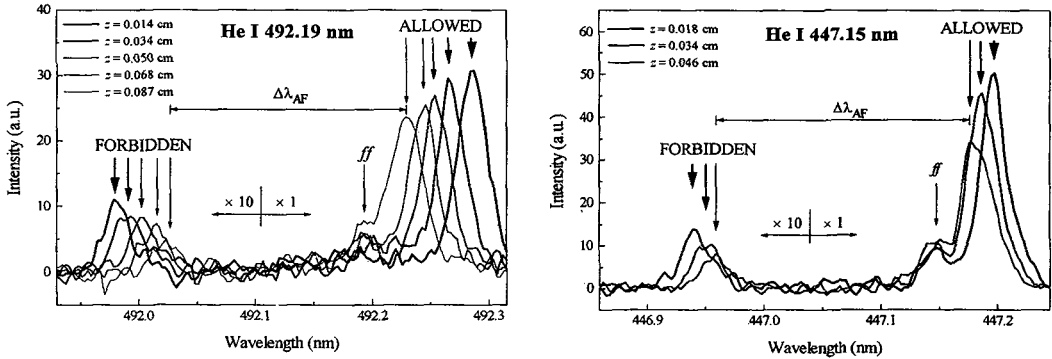 He I 492.19 nm
ALLOWED
z = 0.014 cm
z = 0.034 cm
z = 0.050 cm
z = 0.068 cm
z = 0.087 cm
Δλ_AF
FORBIDDEN
ff
× 10
× 1
Intensity (a.u.)
40
30
20
10
0
492.0
492.1
492.2
492.3
Wavelength (nm)
He I 447.15 nm
ALLOWED
z = 0.018 cm
z = 0.034 cm
z = 0.046 cm
Δλ_AF
FORBIDDEN
ff
× 10
× 1
Intensity (a.u.)
60
50
40
30
20
10
0
446.9
447.0
447.1
447.2
Wavelength (nm)